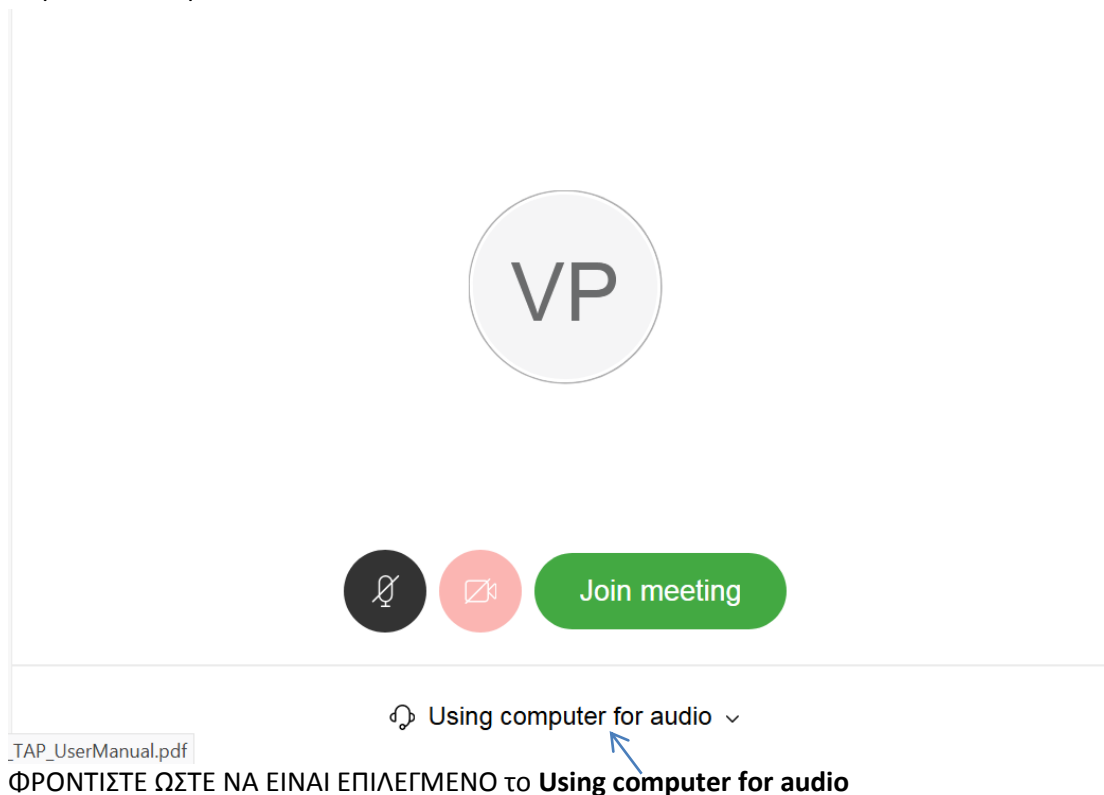 VP
Join meeting
Using computer for audio
_TAP_UserManual.pdf
ΦΡΟΝΤΙΣΤΕ ΩΣΤΕ ΝΑ ΕΙΝΑΙ ΕΠΙΛΕΓΜΕΝΟ το Using computer for audio